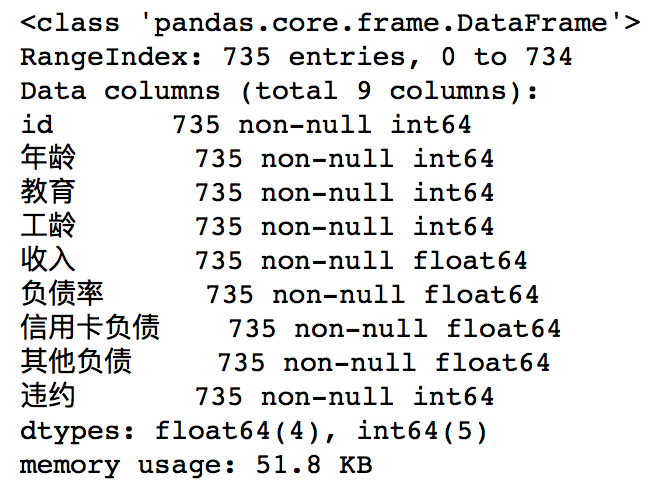 <class 'pandas.core.frame.DataFrame'>
RangeIndex: 735 entries, 0 to 734
Data columns (total 9 columns):
id 735 non-null int64
年龄 735 non-null int64
教育 735 non-null int64
工龄 735 non-null int64
收入 735 non-null float64
负债率 735 non-null float64
信用卡负债 735 non-null float64
其他负债 735 non-null float64
违约 735 non-null int64
dtypes: float64(4), int64(5)
memory usage: 51.8 KB